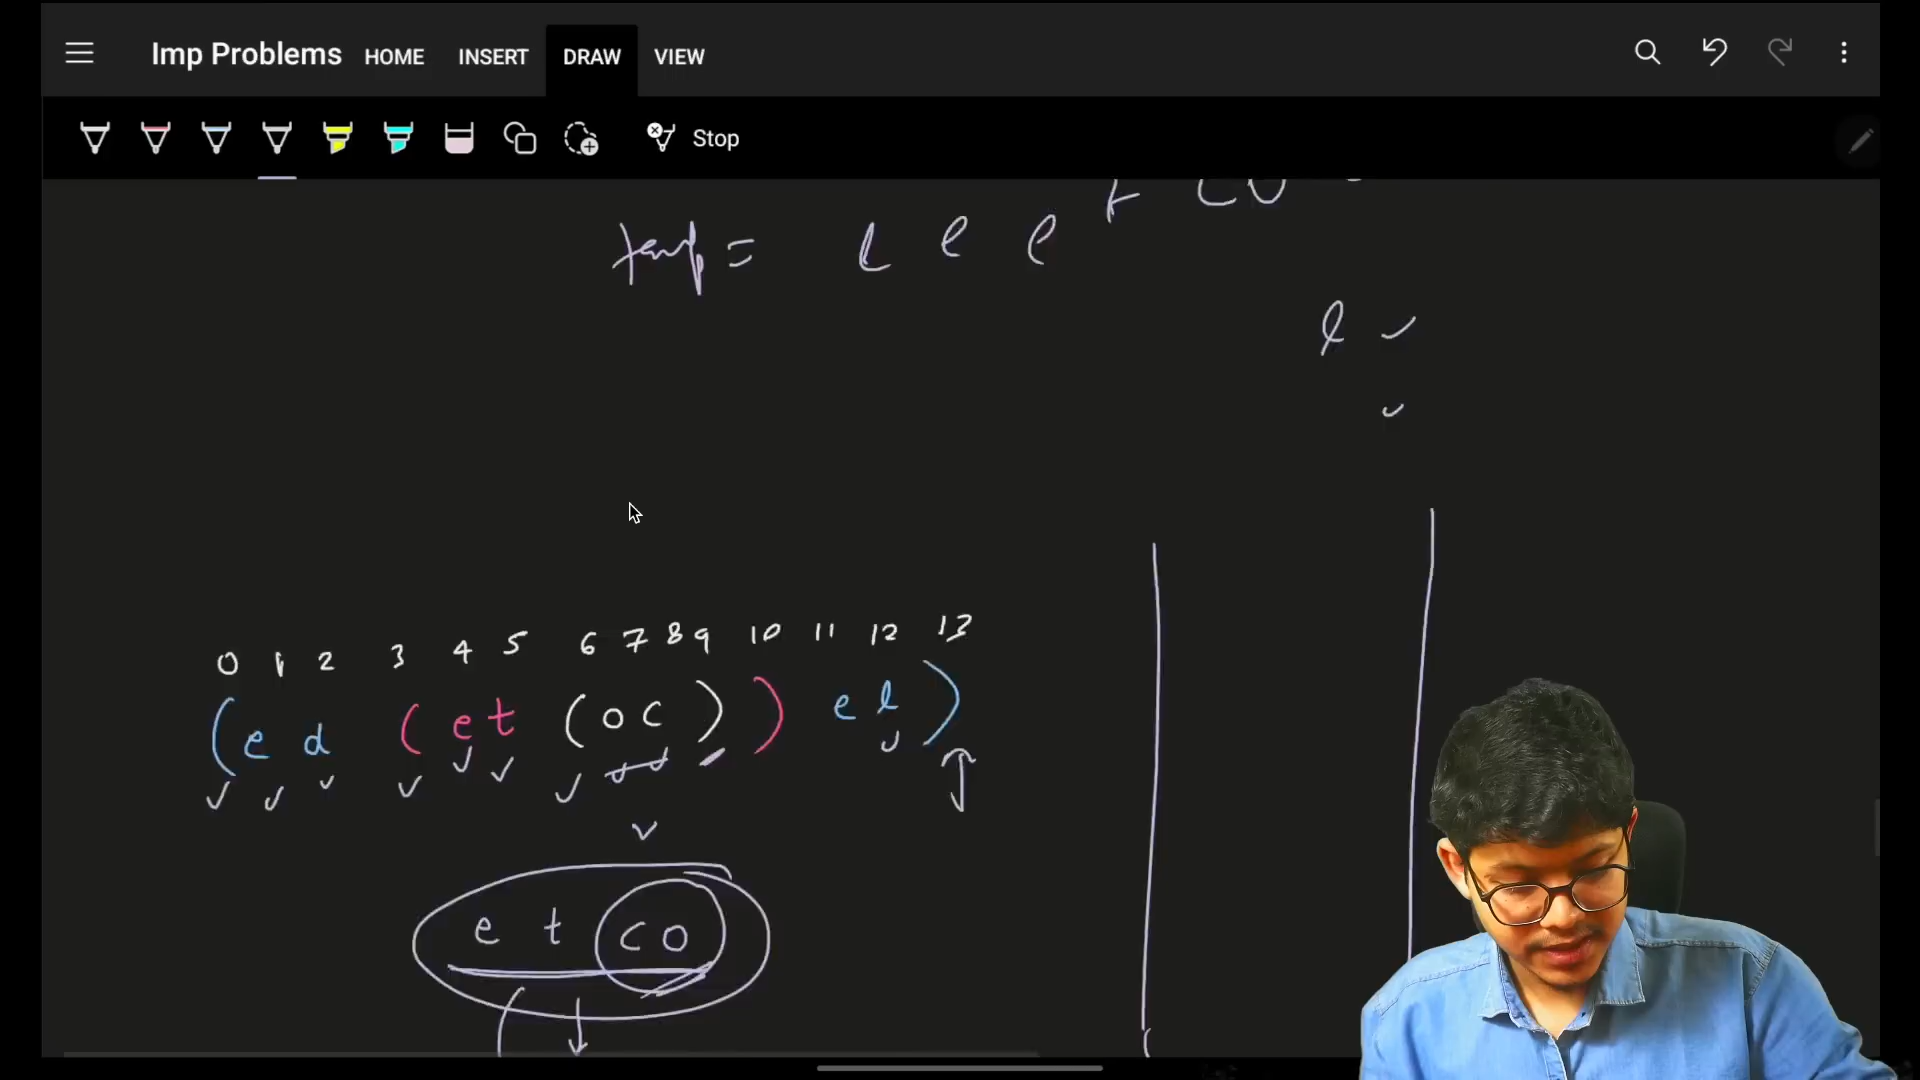 Imp Problems HOME INSERT DRAW VIEW
Stop
temp = l e e t co
l
0 1 2 3 4 5 6 7 8 9 10 11 12 13
( e d ( e t ( o c ) ) e l )
e t c o